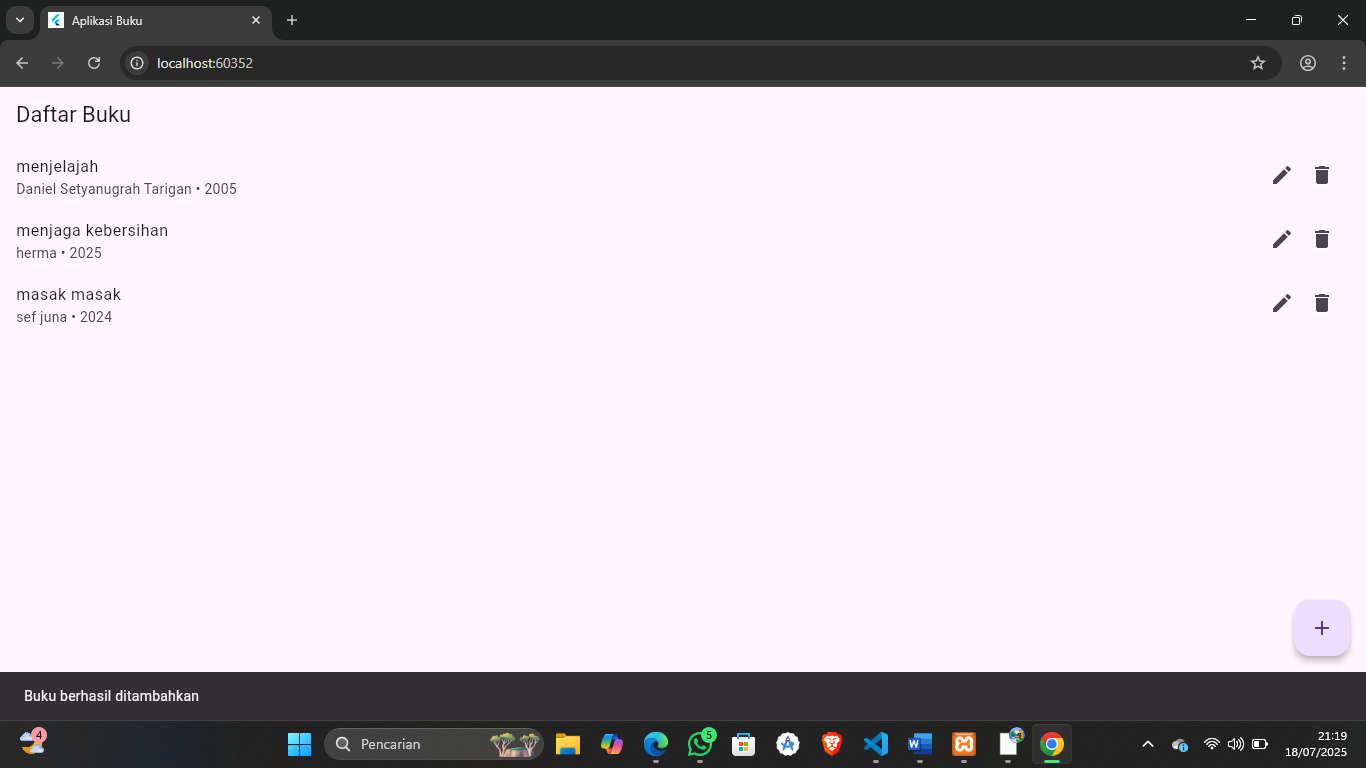 Aplikasi Buku
localhost:60352
Daftar Buku
menjelajah
Daniel Setyanugrah Tarigan • 2005
menjaga kebersihan
herma • 2025
masak masak
sef juna • 2024
Buku berhasil ditambahkan
4
Pencarian
5
21:19
18/07/2025